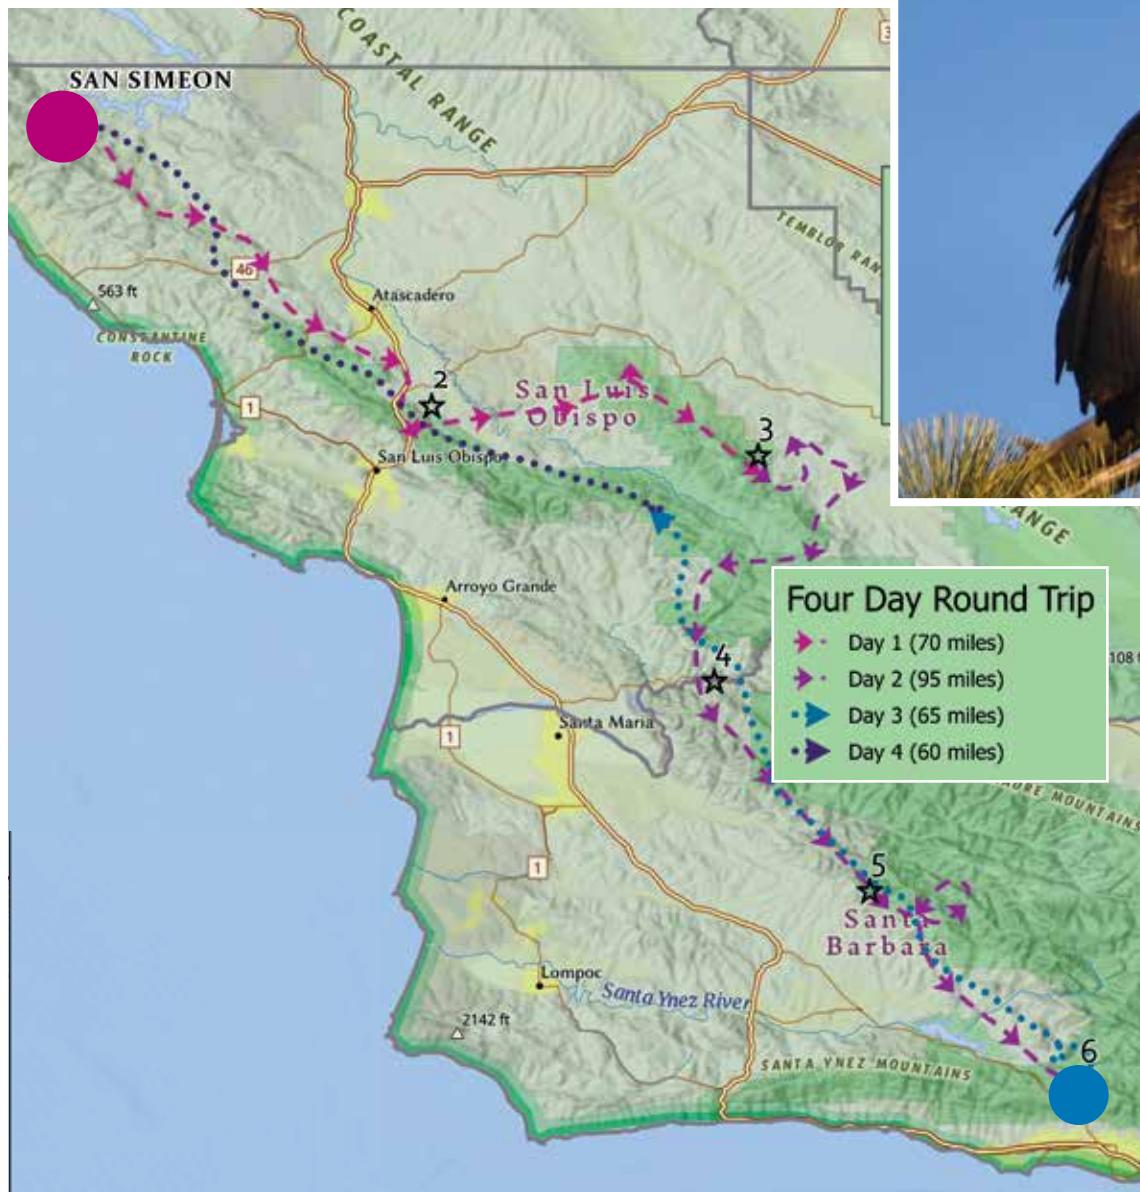 COASTAL RANGE
SAN SIMEON
TEMBLOR RAN
46
563 ft
Atascadero
CONSTANTINE
ROCK
2
San Luis
Obispo
1
3
San Luis Obispo
ANGE
Arroyo Grande
Four Day Round Trip
Day 1 (70 miles)
Day 2 (95 miles)
Day 3 (65 miles)
Day 4 (60 miles)
4
108 f
Santa Maria
1
DRE MOUNTAINS
1
5
Santa
Barbara
Lompoc
Santa Ynez River
2142 ft
6
SANTA YNEZ MOUNTAINS